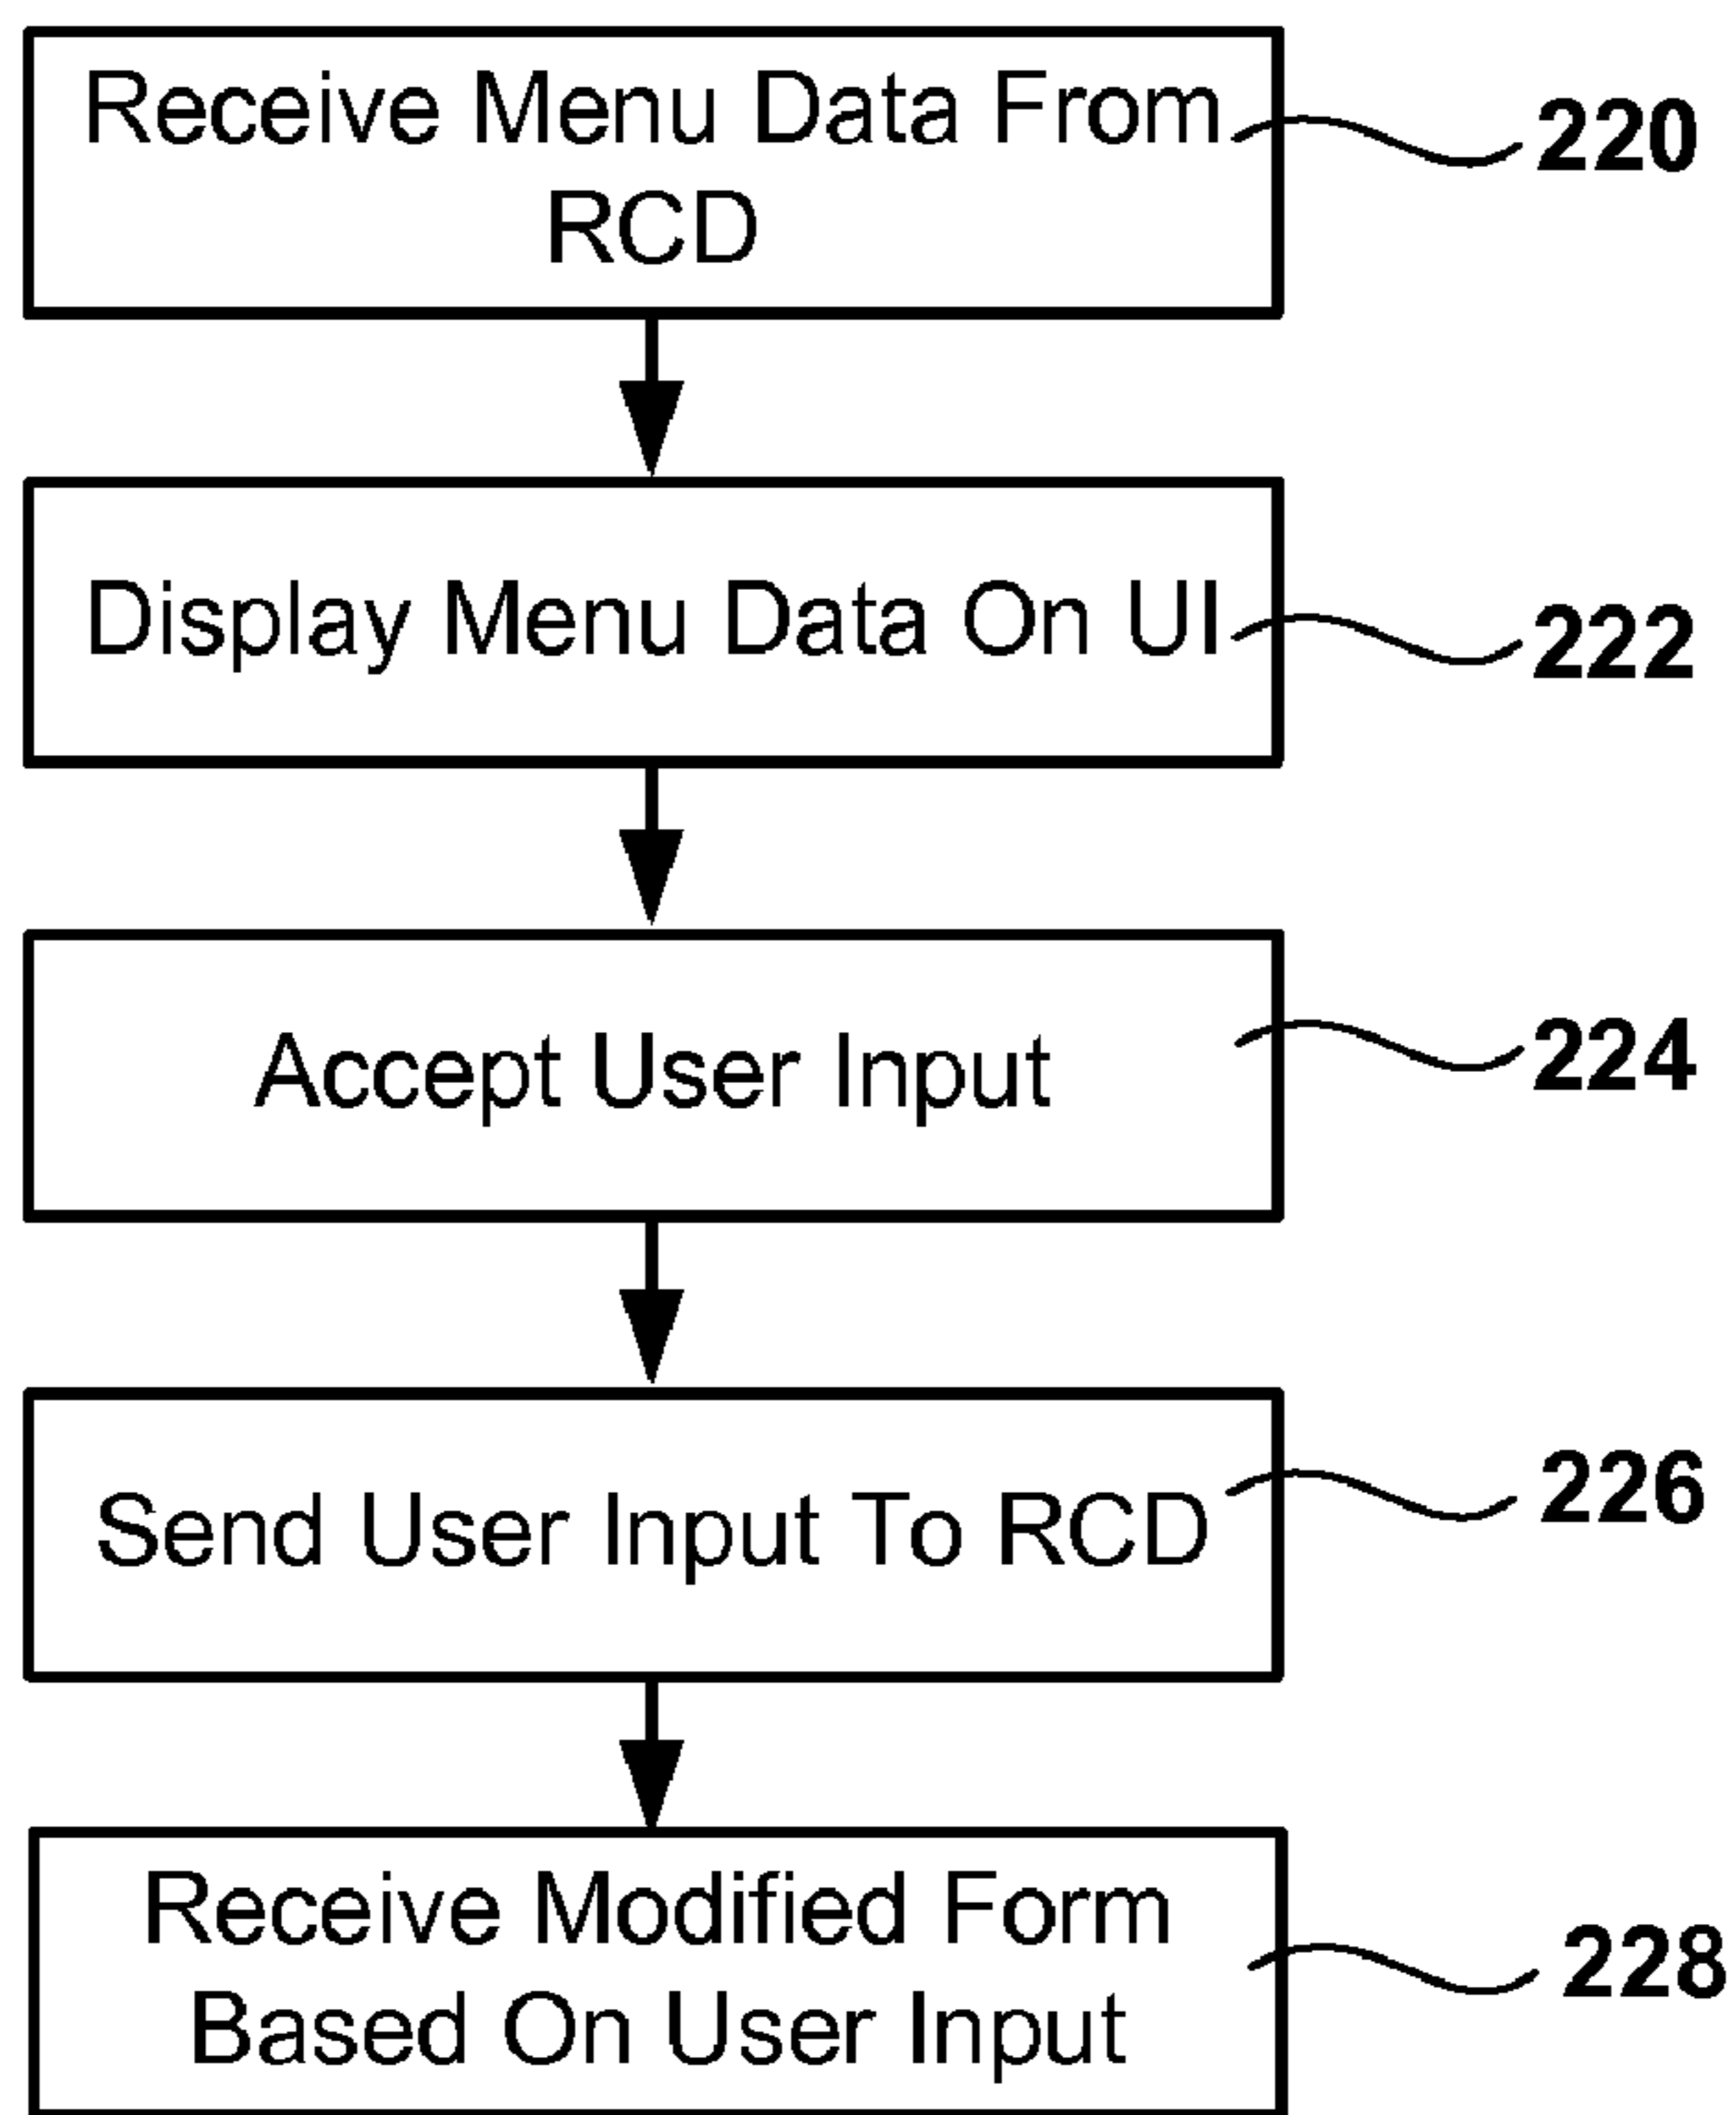 Receive Menu Data From
RCD
220
Display Menu Data On UI
222
Accept User Input
224
Send User Input To RCD
226
Receive Modified Form
Based On User Input
228